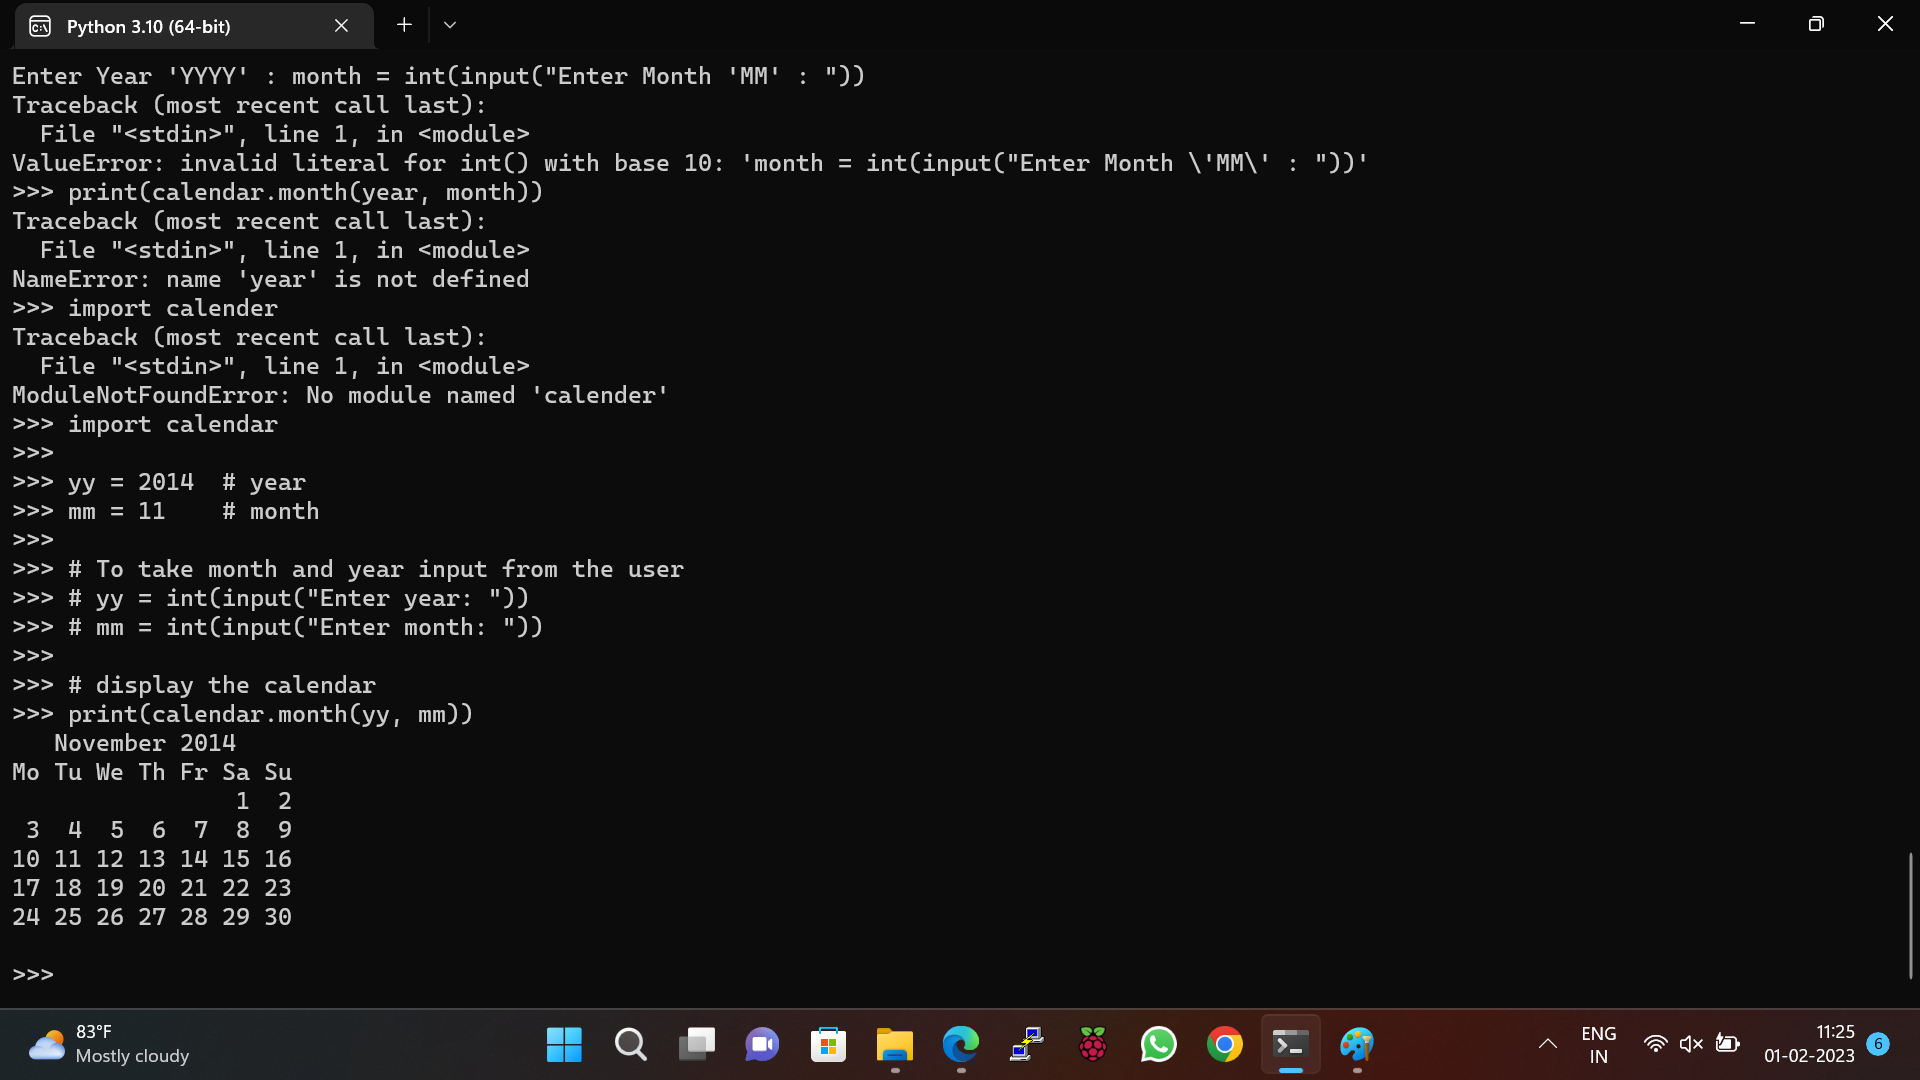 Python 3.10 (64-bit)
Enter Year 'YYYY' : month = int(input("Enter Month 'MM' : "))
Traceback (most recent call last):
  File "<stdin>", line 1, in <module>
ValueError: invalid literal for int() with base 10: 'month = int(input("Enter Month \'MM\' : "))'
>>> print(calendar.month(year, month))
Traceback (most recent call last):
  File "<stdin>", line 1, in <module>
NameError: name 'year' is not defined
>>> import calender
Traceback (most recent call last):
  File "<stdin>", line 1, in <module>
ModuleNotFoundError: No module named 'calender'
>>> import calendar
>>>
>>> yy = 2014  # year
>>> mm = 11    # month
>>>
>>> # To take month and year input from the user
>>> # yy = int(input("Enter year: "))
>>> # mm = int(input("Enter month: "))
>>>
>>> # display the calendar
>>> print(calendar.month(yy, mm))
   November 2014
Mo Tu We Th Fr Sa Su
                1  2
 3  4  5  6  7  8  9
10 11 12 13 14 15 16
17 18 19 20 21 22 23
24 25 26 27 28 29 30

>>>
83°F
Mostly cloudy
ENG
IN
11:25
01-02-2023
6